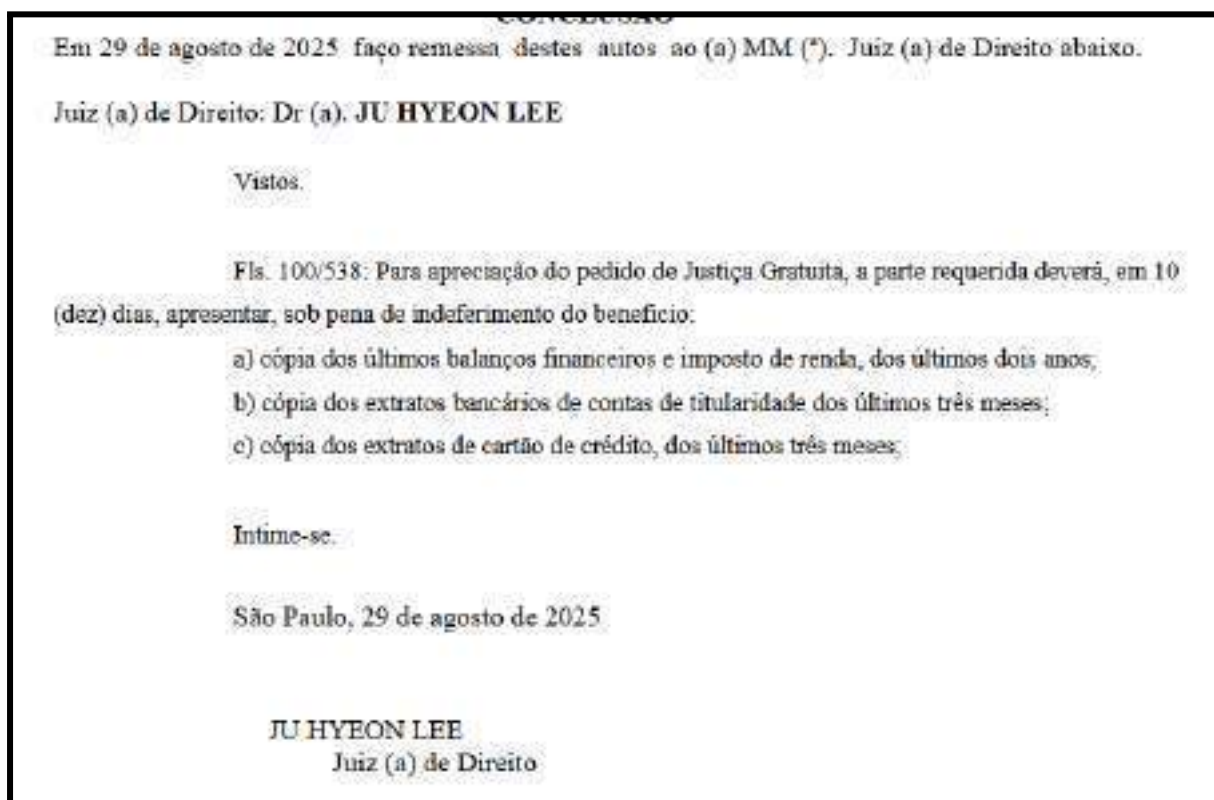 CONCLUSÃO
Em 29 de agosto de 2025 faço remessa destes autos ao (a) MM (ª). Juiz (a) de Direito abaixo.
Juiz (a) de Direito: Dr (a). JU HYEON LEE
Vistos.
Fls. 100/538: Para apreciação do pedido de Justiça Gratuita, a parte requerida deverá, em 10
(dez) dias, apresentar, sob pena de indeferimento do benefício:
a) cópia dos últimos balanços financeiros e imposto de renda, dos últimos dois anos;
b) cópia dos extratos bancários de contas de titularidade dos últimos três meses;
c) cópia dos extratos de cartão de crédito, dos últimos três meses;
Intime-se.
São Paulo, 29 de agosto de 2025
JU HYEON LEE
Juiz (a) de Direito